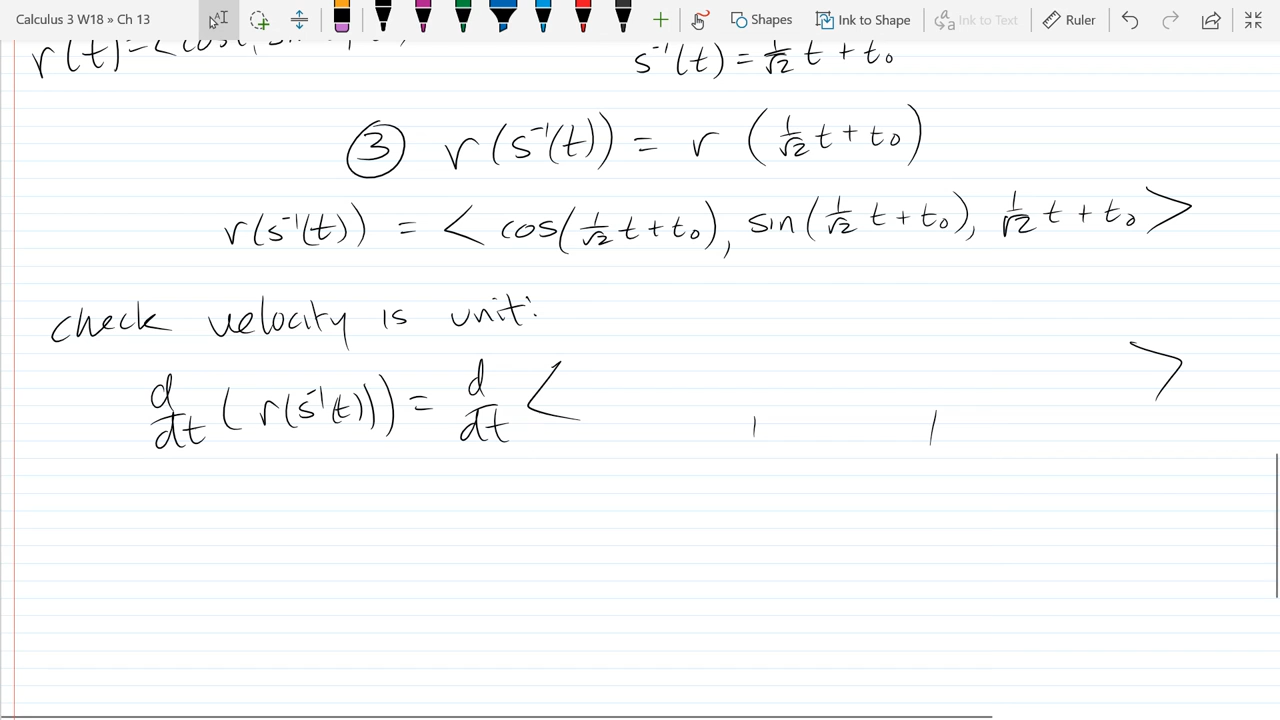 Calculus 3 W18 » Ch 13
Shapes Ink to Shape Ink to Text Ruler
r(t)=<cost,
s⁻¹(t) = 1/√2 t + t₀
③ r(s⁻¹(t)) = r (1/√2 t + t₀)
r(s⁻¹(t)) = < cos(1/√2 t + t₀), sin(1/√2 t + t₀), 1/√2 t + t₀ >
check velocity is unit:
d/dt (r(s⁻¹(t))) = d/dt < , , >